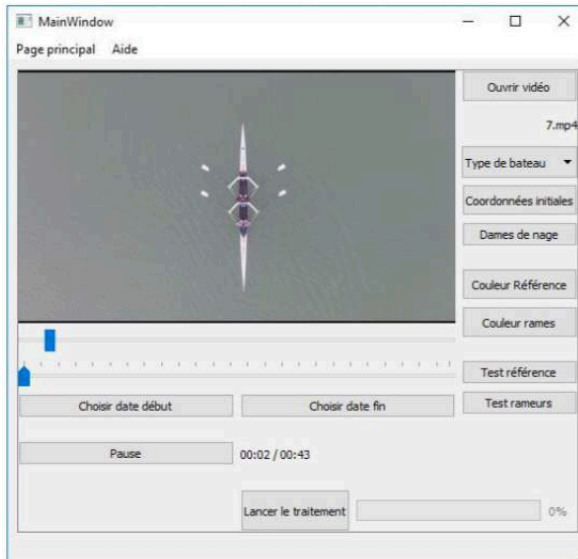 MainWindow
Page principal Aide
Ouvrir vidéo
7.mp4
Type de bateau
Coordonnées initiales
Dames de nage
Couleur Référence
Couleur rames
Test référence
Choisir date début Choisir date fin Test rameurs
Pause 00:02 / 00:43
Lancer le traitement 0%